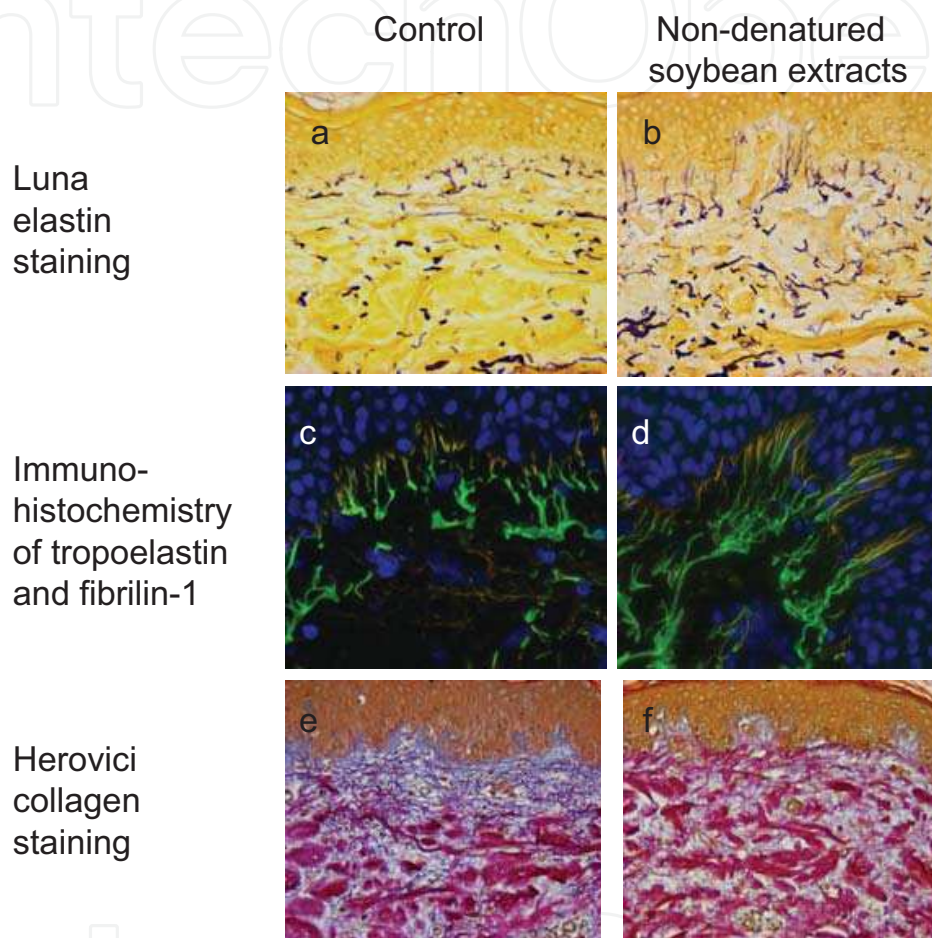 Control
Non-denatured
soybean extracts
a
b
Luna
elastin
staining
c
d
Immuno-
histochemistry
of tropoelastin
and fibrilin-1
e
f
Herovici
collagen
staining